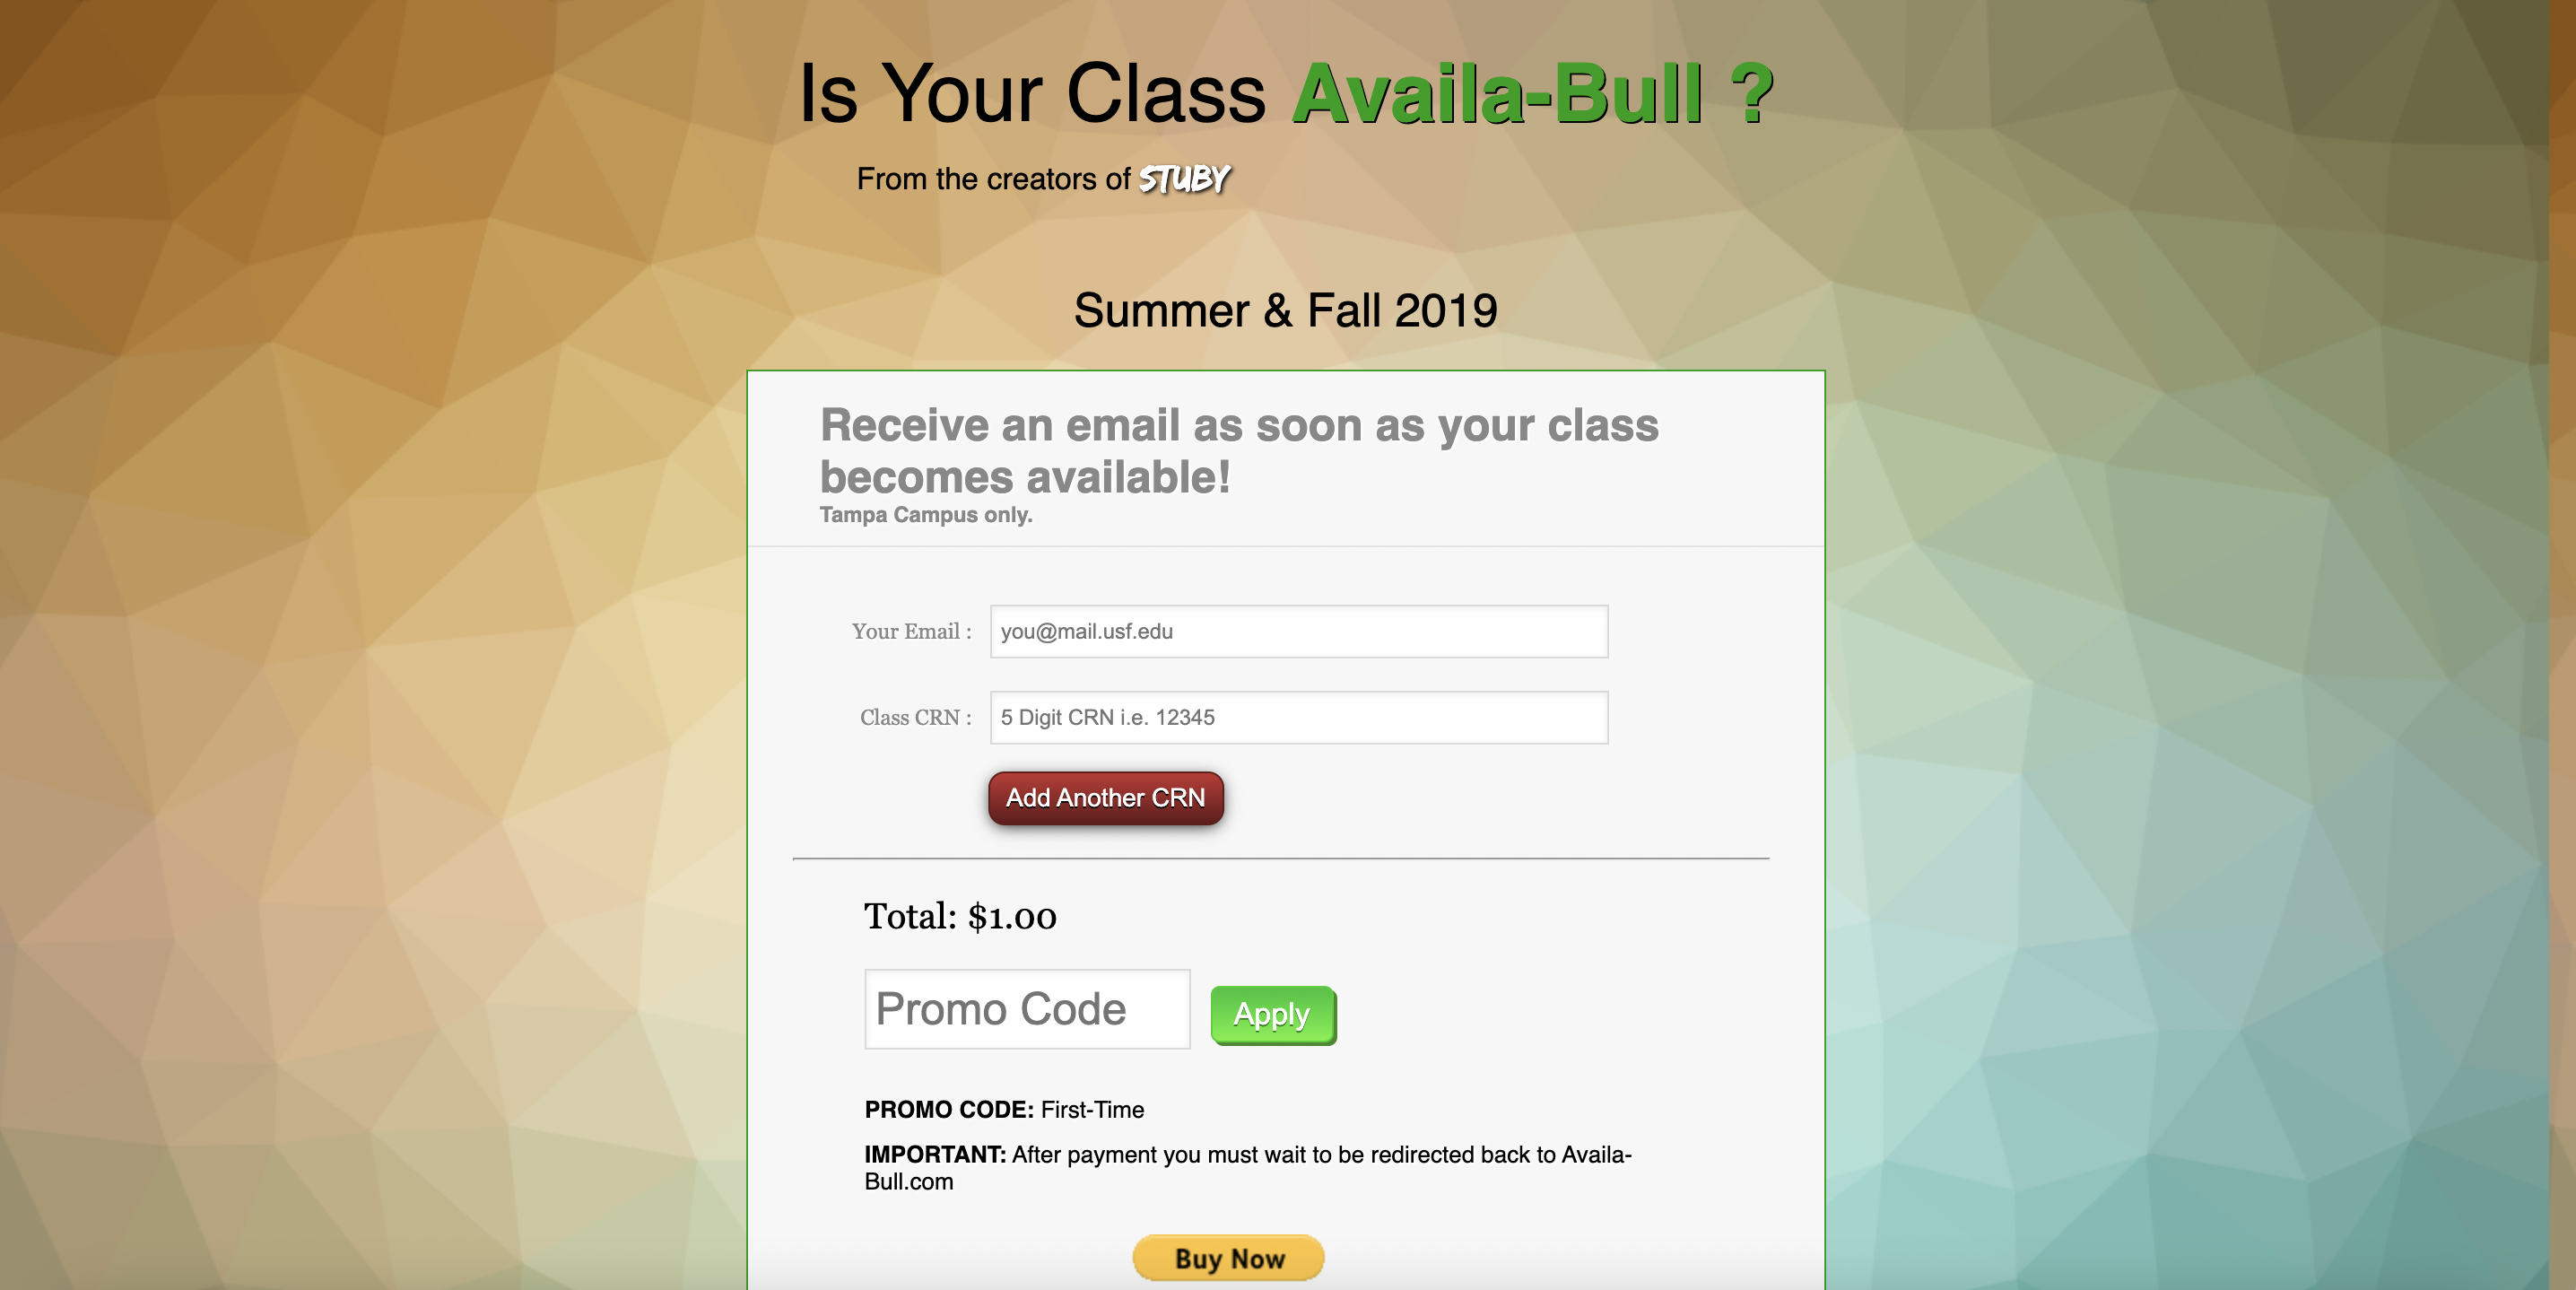 Is Your Class Availa-Bull ?
From the creators of STUBY
Summer & Fall 2019
Receive an email as soon as your class
becomes available!
Tampa Campus only.
Your Email : you@mail.usf.edu
Class CRN : 5 Digit CRN i.e. 12345
Add Another CRN
Total: $1.00
Promo Code Apply
PROMO CODE: First-Time
IMPORTANT: After payment you must wait to be redirected back to Availa-
Bull.com
Buy Now